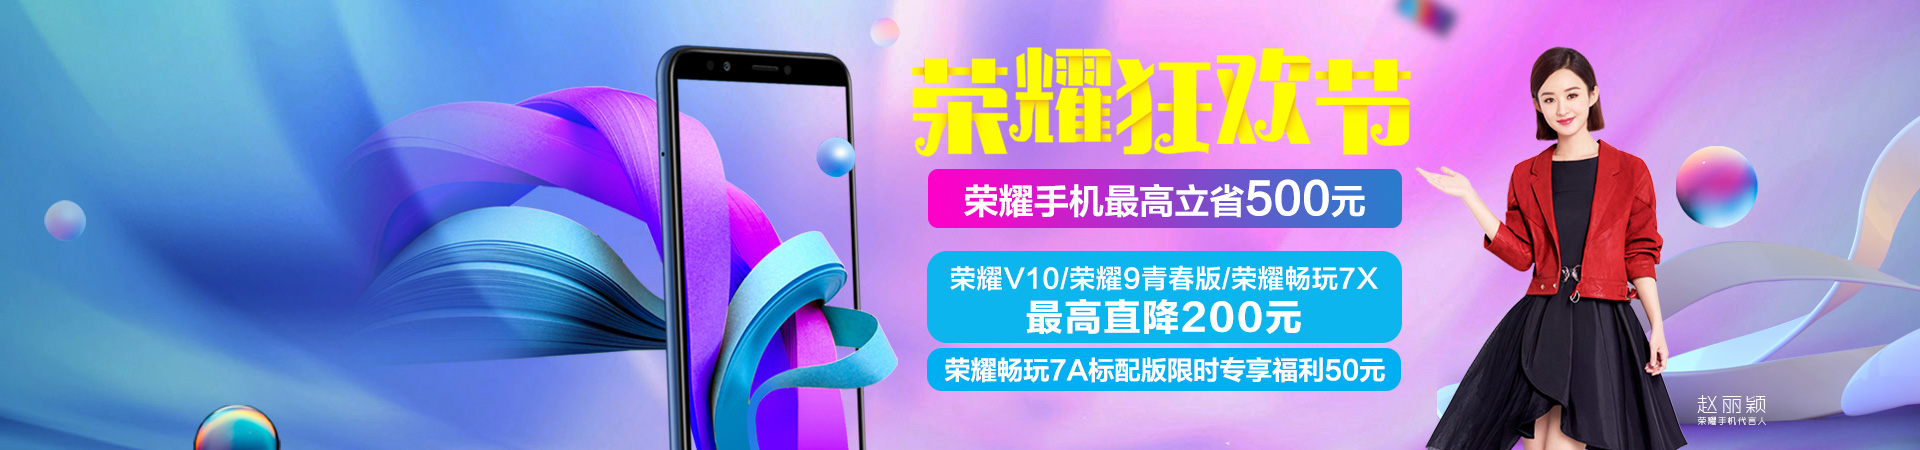 荣耀狂欢节
荣耀手机最高立省500元
荣耀V10/荣耀9青春版/荣耀畅玩7X
最高直降200元
荣耀畅玩7A标配版限时专享福利50元
赵丽颖
荣耀手机代言人